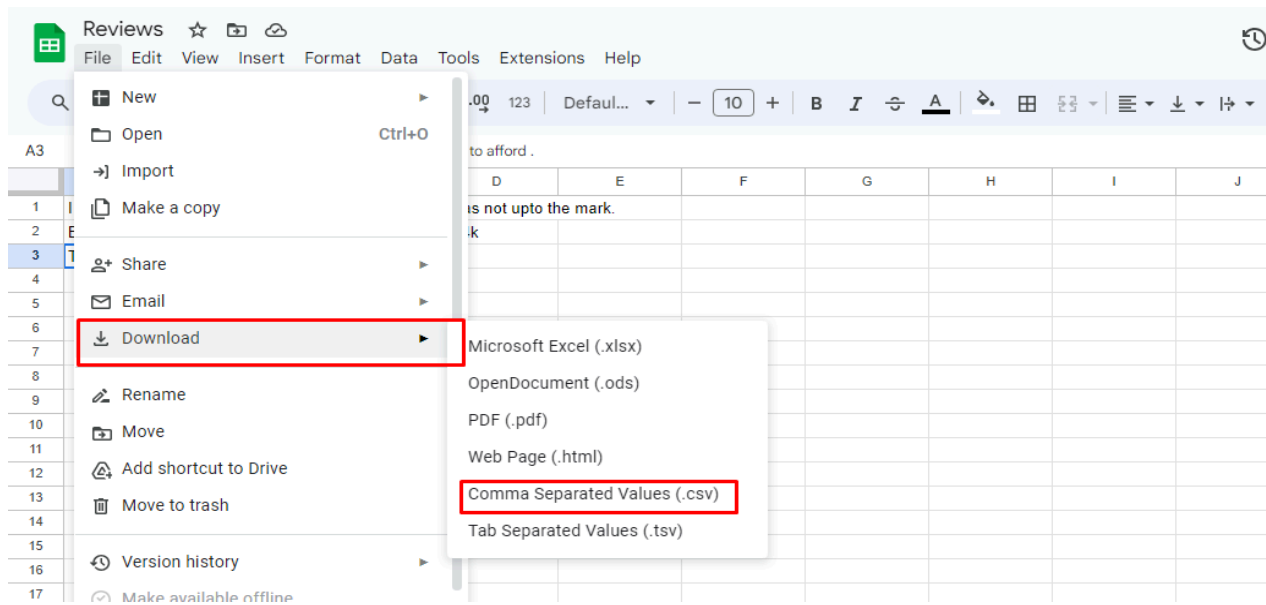 Reviews
File Edit View Insert Format Data Tools Extensions Help
New
.00 123 Defaul... 10 B I S A
Open Ctrl+O
A3 to afford .
Import
D E F G H I J
Make a copy
1 I is not upto the mark.
2 k
3
Share
4
Email
5
6
Download
7
Microsoft Excel (.xlsx)
8
OpenDocument (.ods)
9
Rename
10
PDF (.pdf)
Move
11
Web Page (.html)
12
Add shortcut to Drive
13
Comma Separated Values (.csv)
Move to trash
14
Tab Separated Values (.tsv)
15
16
Version history
17
Make available offline